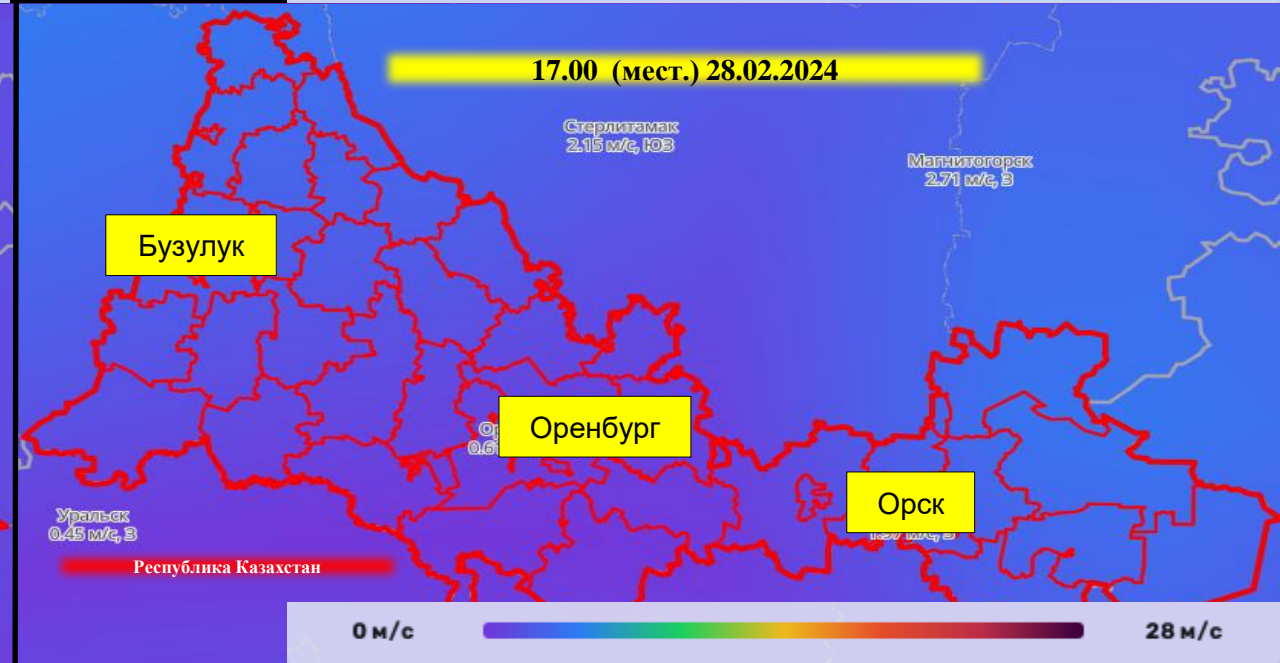 17.00 (мест.) 28.02.2024
Стерлитамак
2.15 м/с, ЮЗ
Магнитогорск
2.71 м/с, З
Бузулук
Оренбург
Орск
Уральск
0.45 м/с, З
Республика Казахстан
0 м/с
28 м/с